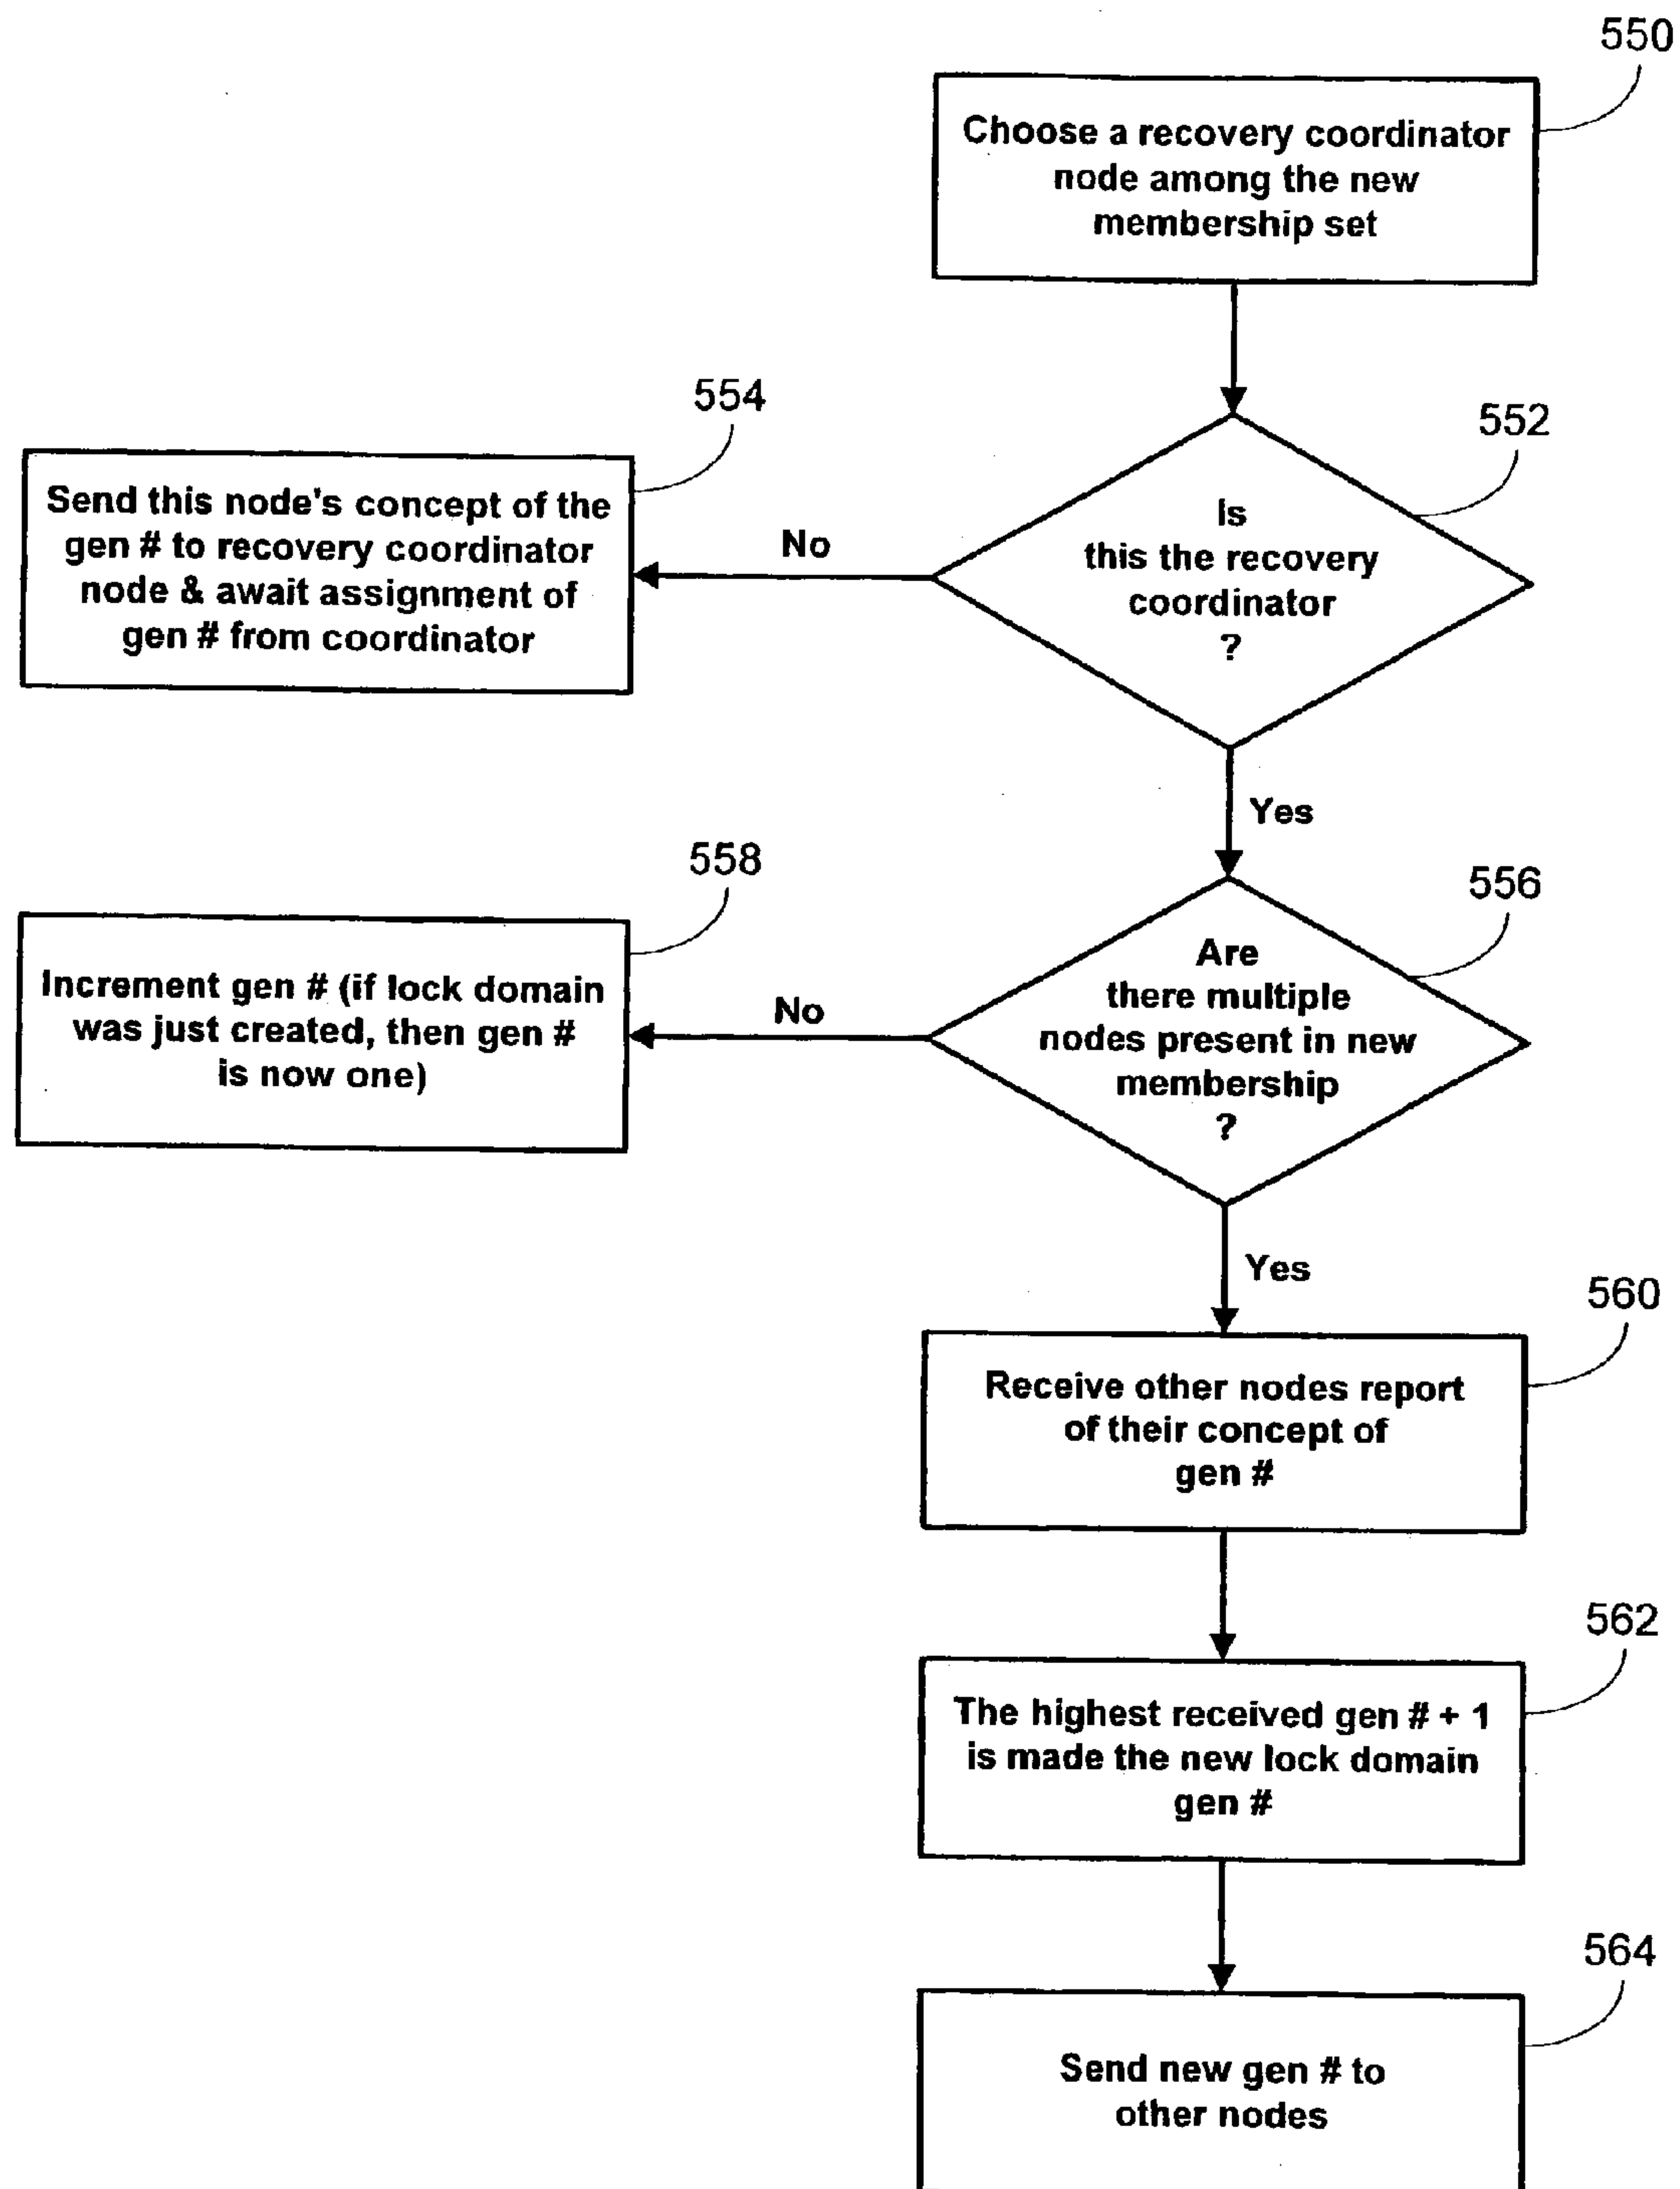 550
Choose a recovery coordinator
node among the new
membership set
554
552
Send this node's concept of the
gen # to recovery coordinator
node & await assignment of
gen # from coordinator
No
Is
this the recovery
coordinator
?
Yes
558
556
Increment gen # (if lock domain
was just created, then gen #
is now one)
No
Are
there multiple
nodes present in new
membership
?
Yes
560
Receive other nodes report
of their concept of
gen #
562
The highest received gen # + 1
is made the new lock domain
gen #
564
Send new gen # to
other nodes